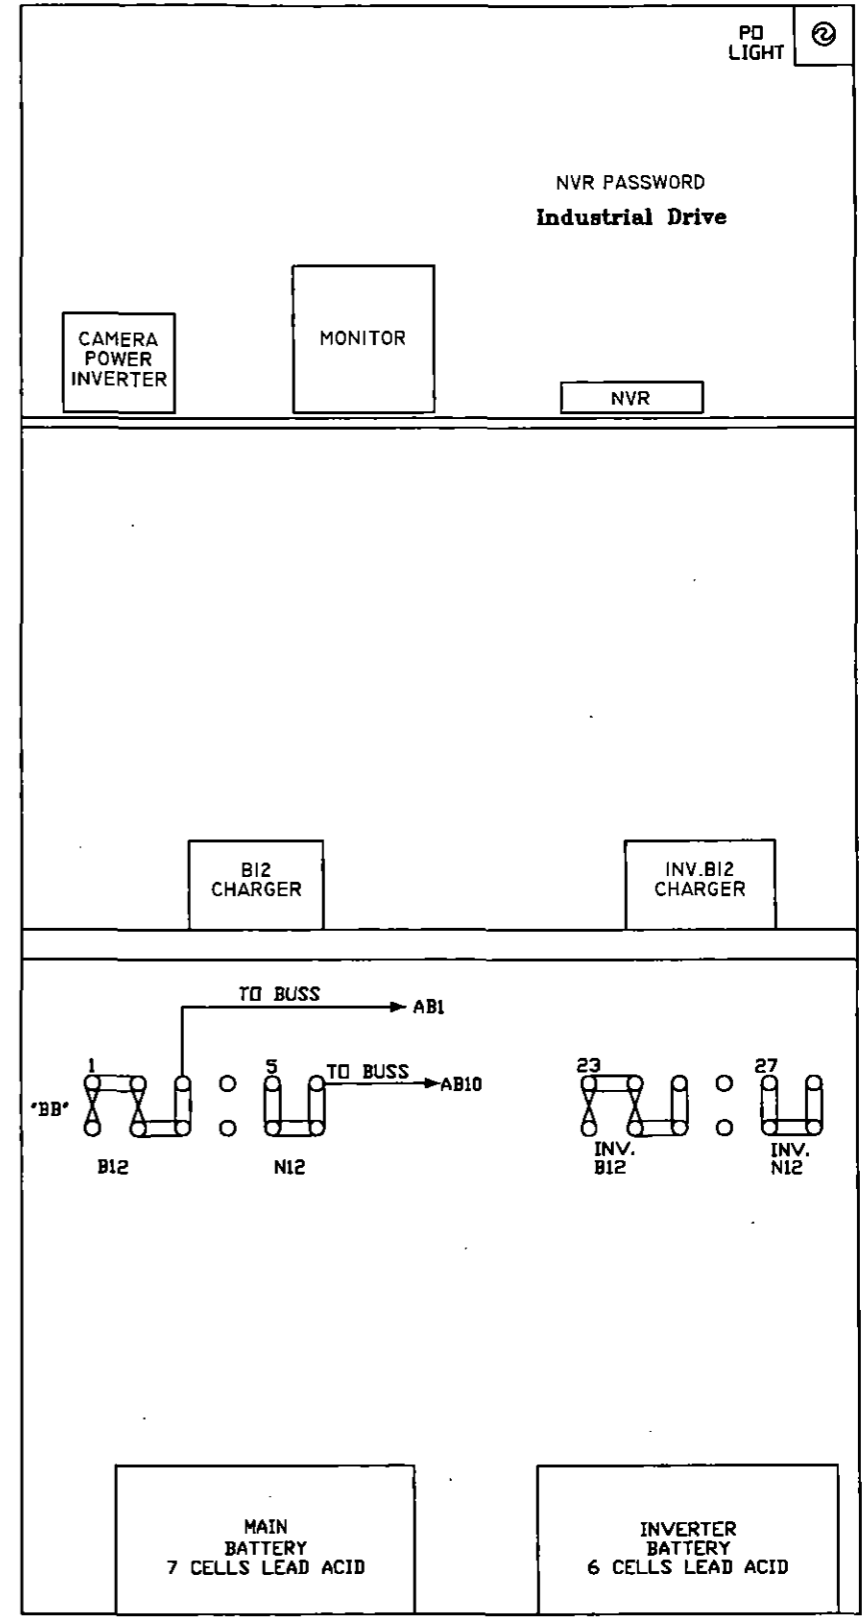 PO
LIGHT
NVR PASSWORD
Industrial Drive
CAMERA
POWER
INVERTER
MONITOR
NVR
B12
CHARGER
INV.B12
CHARGER
TO BUSS
AB1
1
5
TO BUSS
AB10
23
27
"BB"
B12
N12
INV.
B12
INV.
N12
MAIN
BATTERY
7 CELLS LEAD ACID
INVERTER
BATTERY
6 CELLS LEAD ACID